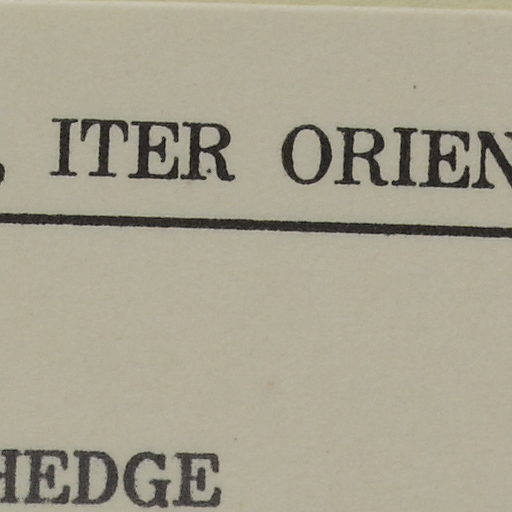 , ITER ORIEN
HEDGE